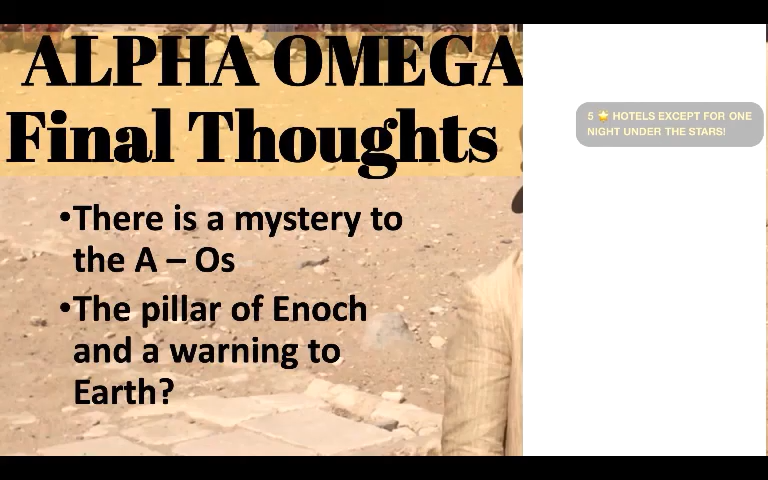 ALPHA OMEGA
Final Thoughts
•There is a mystery to
the A – Os
•The pillar of Enoch
and a warning to
Earth?
5 🌟 HOTELS EXCEPT FOR ONE
NIGHT UNDER THE STARS!